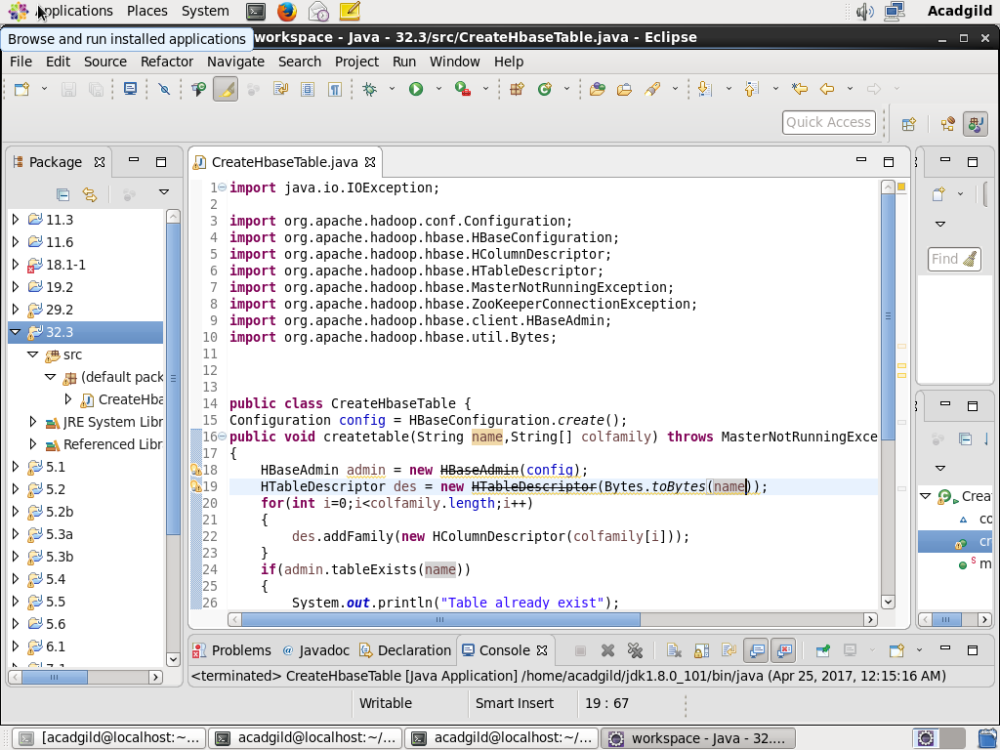 Applications Places System Acadgild
Browse and run installed applications
workspace - Java - 32.3/src/CreateHbaseTable.java - Eclipse
File Edit Source Refactor Navigate Search Project Run Window Help
Quick Access
Package
CreateHbaseTable.java
11.3
11.6
18.1-1
19.2
29.2
32.3
src
(default pack
CreateHba
JRE System Libr
Referenced Libr
5.1
5.2
5.2b
5.3a
5.3b
5.4
5.5
5.6
6.1
1 import java.io.IOException;
2
3 import org.apache.hadoop.conf.Configuration;
4 import org.apache.hadoop.hbase.HBaseConfiguration;
5 import org.apache.hadoop.hbase.HColumnDescriptor;
6 import org.apache.hadoop.hbase.HTableDescriptor;
7 import org.apache.hadoop.hbase.MasterNotRunningException;
8 import org.apache.hadoop.hbase.ZooKeeperConnectionException;
9 import org.apache.hadoop.hbase.client.HBaseAdmin;
10 import org.apache.hadoop.hbase.util.Bytes;
11
12
13
14 public class CreateHbaseTable {
15 Configuration config = HBaseConfiguration.create();
16 public void createtable(String name,String[] colfamily) throws MasterNotRunningExce
17 {
18 HBaseAdmin admin = new HBaseAdmin(config);
19 HTableDescriptor des = new HTableDescriptor(Bytes.toBytes(name));
20 for(int i=0;i<colfamily.length;i++)
21 {
22 des.addFamily(new HColumnDescriptor(colfamily[i]));
23 }
24 if(admin.tableExists(name))
25 {
26 System.out.println("Table already exist");
Find
Crea
co
cr
m
Problems @ Javadoc Declaration Console
<terminated> CreateHbaseTable [Java Application] /home/acadgild/jdk1.8.0_101/bin/java (Apr 25, 2017, 12:15:16 AM)
Writable Smart Insert 19 : 67
[acadgild@localhost:~... acadgild@localhost:~/... acadgild@localhost:~/... workspace - Java - 32....